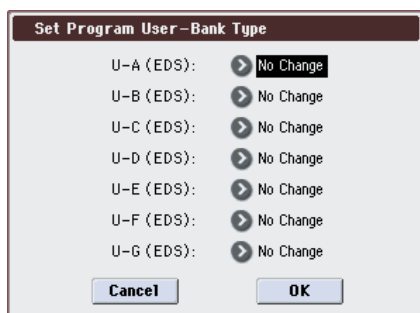 Set Program User-Bank Type
U-A (EDS): No Change
U-B (EDS): No Change
U-C (EDS): No Change
U-D (EDS): No Change
U-E (EDS): No Change
U-F (EDS): No Change
U-G (EDS): No Change
Cancel OK